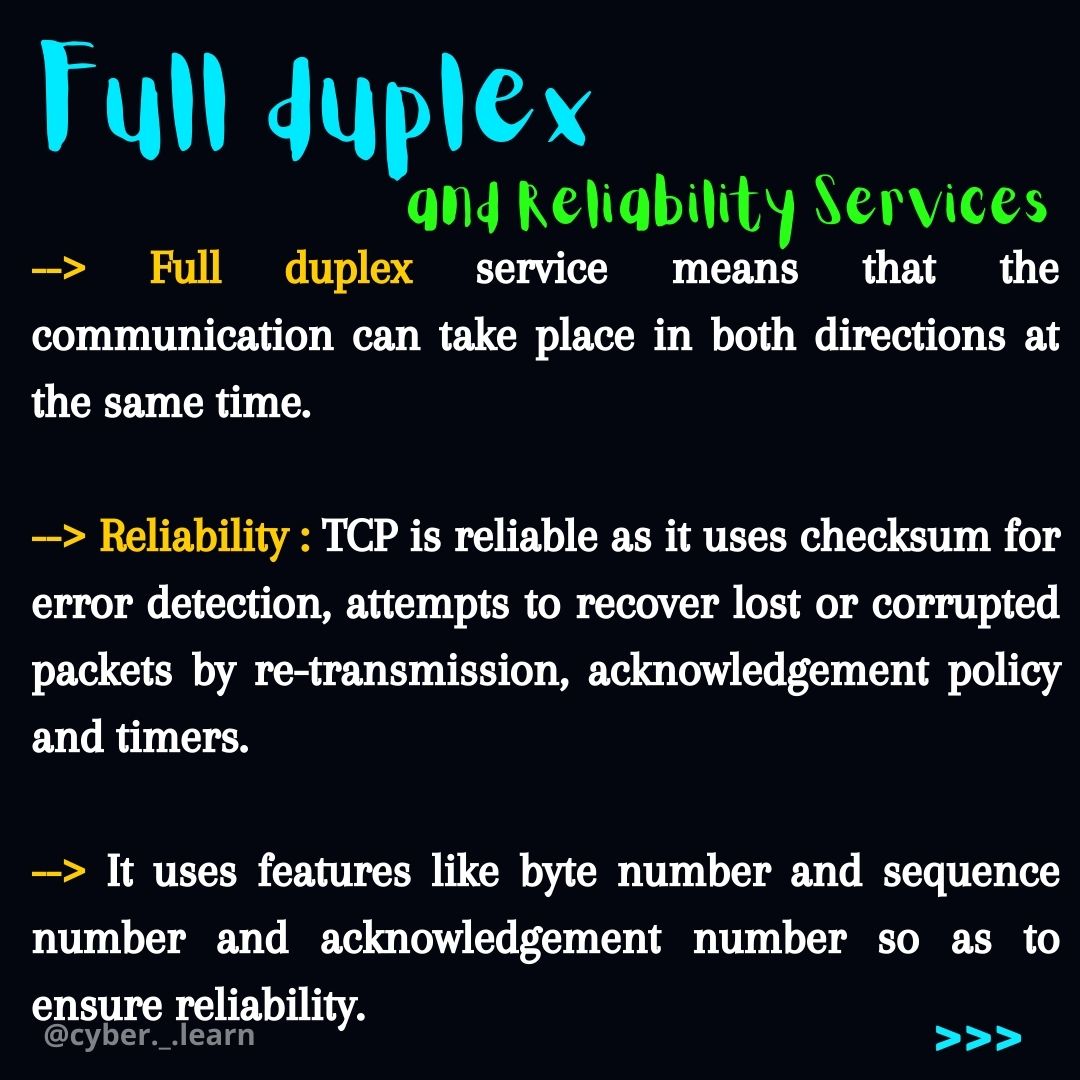 Full duplex
and Reliability Services
--> Full duplex service means that the
communication can take place in both directions at
the same time.
--> Reliability : TCP is reliable as it uses checksum for
error detection, attempts to recover lost or corrupted
packets by re-transmission, acknowledgement policy
and timers.
--> It uses features like byte number and sequence
number and acknowledgement number so as to
ensure reliability.
@cyber._.learn
>>>